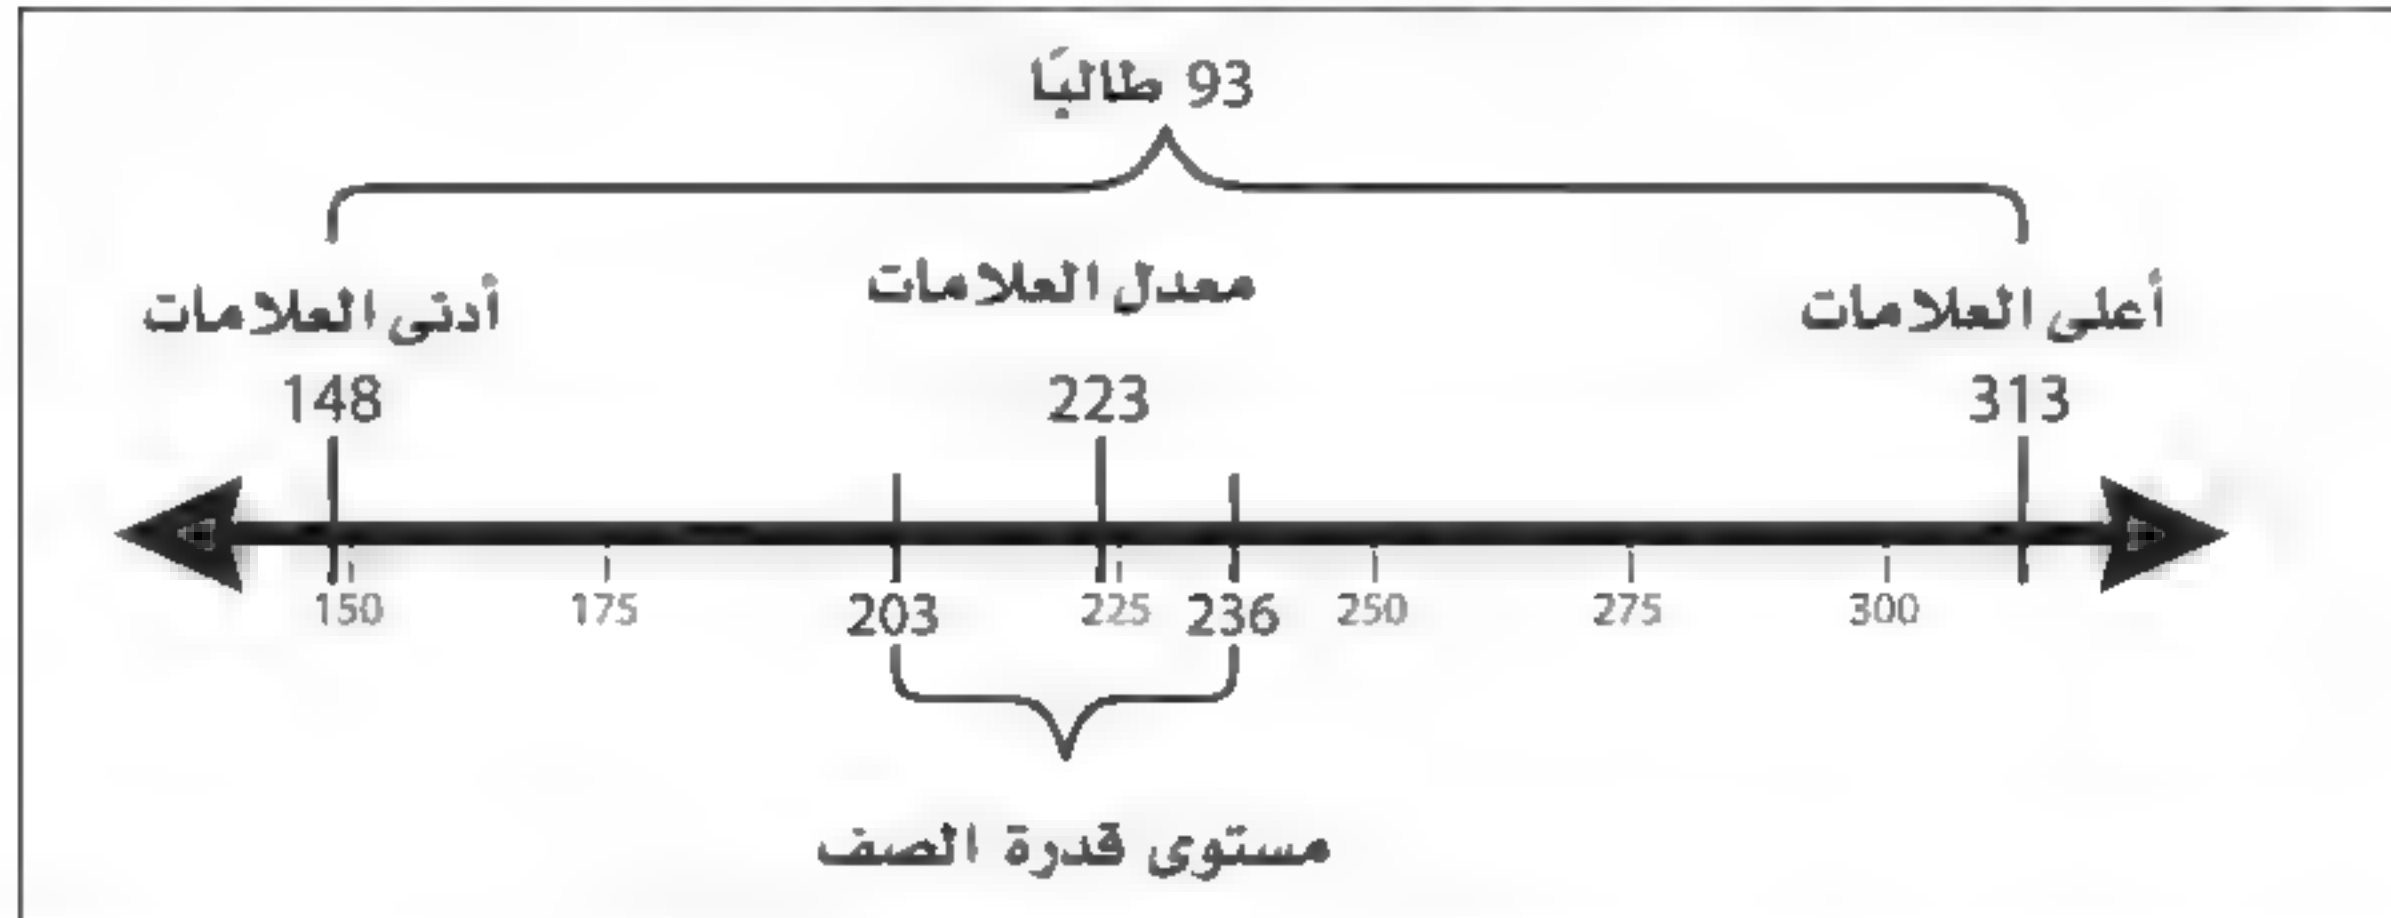 93 طالبًا
أدنى العلامات
معدل العلامات
أعلى العلامات
148
223
313
150
175
203
225
236
250
275
300
مستوى قدرة الصف